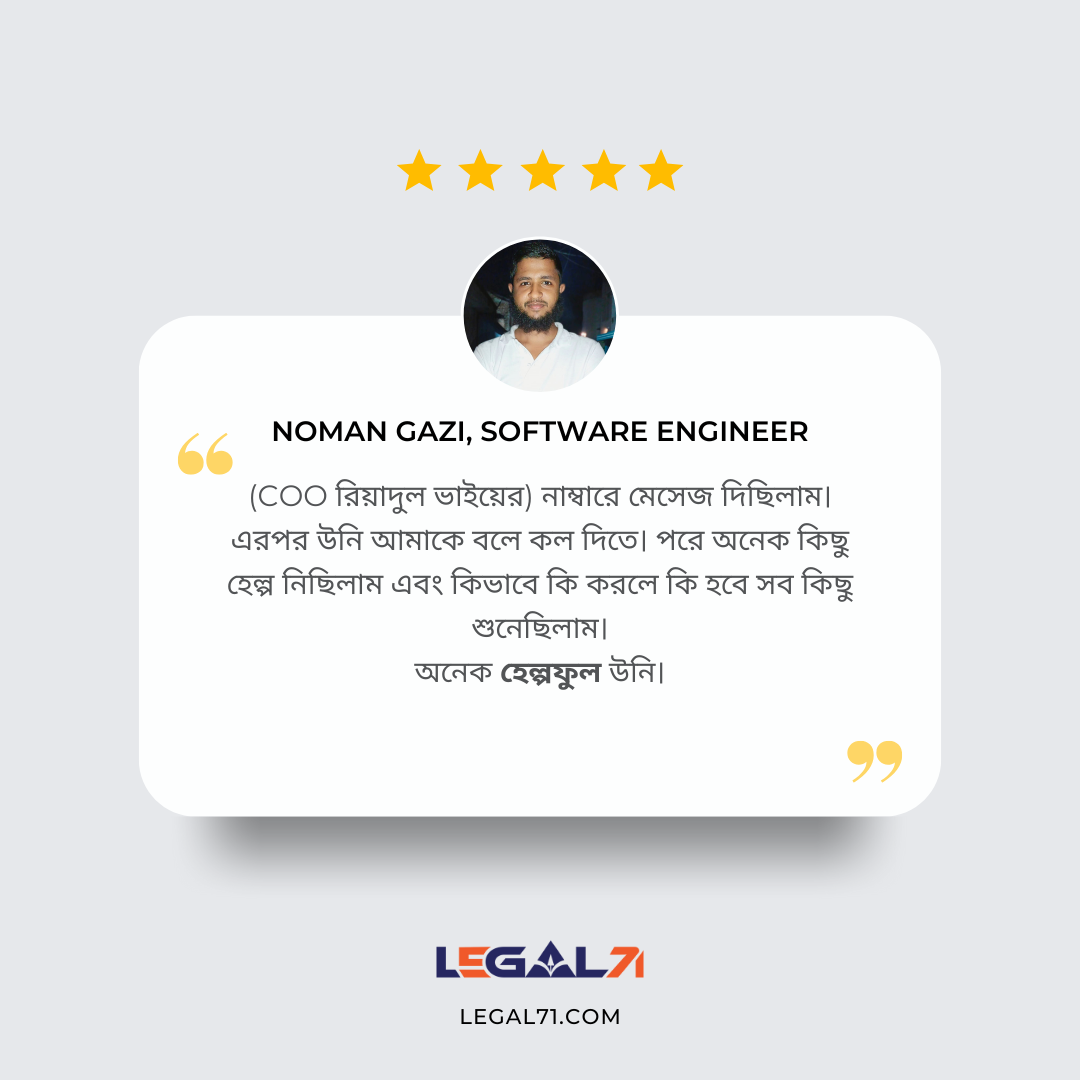 NOMAN GAZI, SOFTWARE ENGINEER
“
(COO রিয়াদুল ভাইয়ের) নাম্বারে মেসেজ দিছিলাম।
এরপর উনি আমাকে বলে কল দিতে। পরে অনেক কিছু
হেল্প নিছিলাম এবং কিভাবে কি করলে কি হবে সব কিছু
শুনেছিলাম।
অনেক হেল্পফুল উনি।
”
LEGAL71
LEGAL71.COM